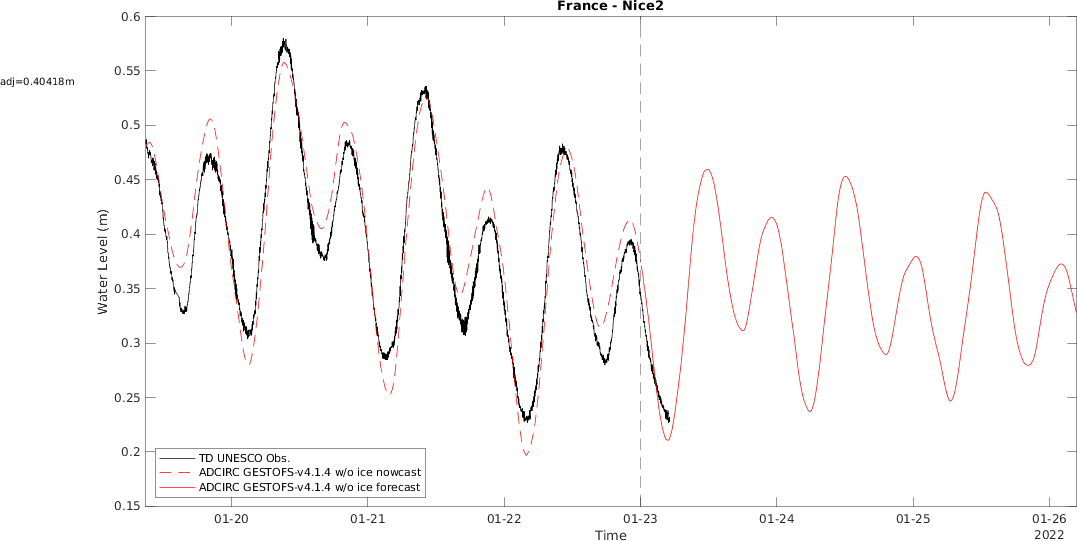 France - Nice2
adj=0.40418m
0.6
0.55
0.5
0.45
0.4
0.35
0.3
0.25
0.2
0.15
Water Level (m)
TD UNESCO Obs.
ADCIRC GESTOFS-v4.1.4 w/o ice nowcast
ADCIRC GESTOFS-v4.1.4 w/o ice forecast
01-20
01-21
01-22
01-23
01-24
01-25
01-26
Time
2022